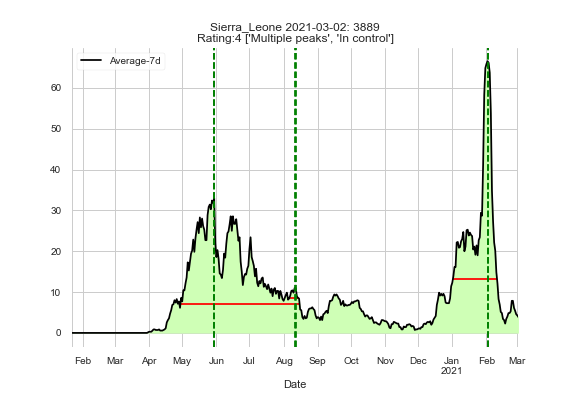 Sierra_Leone 2021-03-02: 3889
Rating:4 ['Multiple peaks', 'In control']
Average-7d
60
50
40
30
20
10
0
Feb Mar Apr May Jun Jul Aug Sep Oct Nov Dec Jan Feb Mar
2021
Date